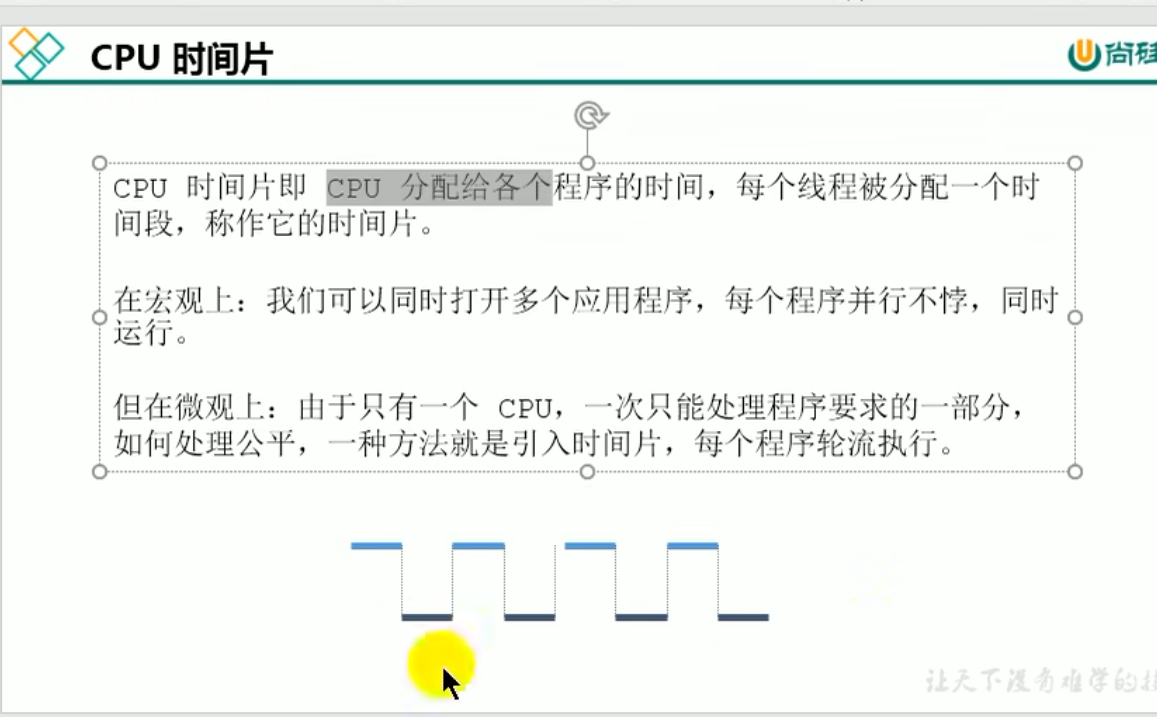 CPU 时间片
尚硅
CPU 时间片即 CPU 分配给各个程序的时间，每个线程被分配一个时
间段，称作它的时间片。
在宏观上：我们可以同时打开多个应用程序，每个程序并行不悖，同时
运行。
但在微观上：由于只有一个 CPU，一次只能处理程序要求的一部分，
如何处理公平，一种方法就是引入时间片，每个程序轮流执行。
让天下没有难学的技